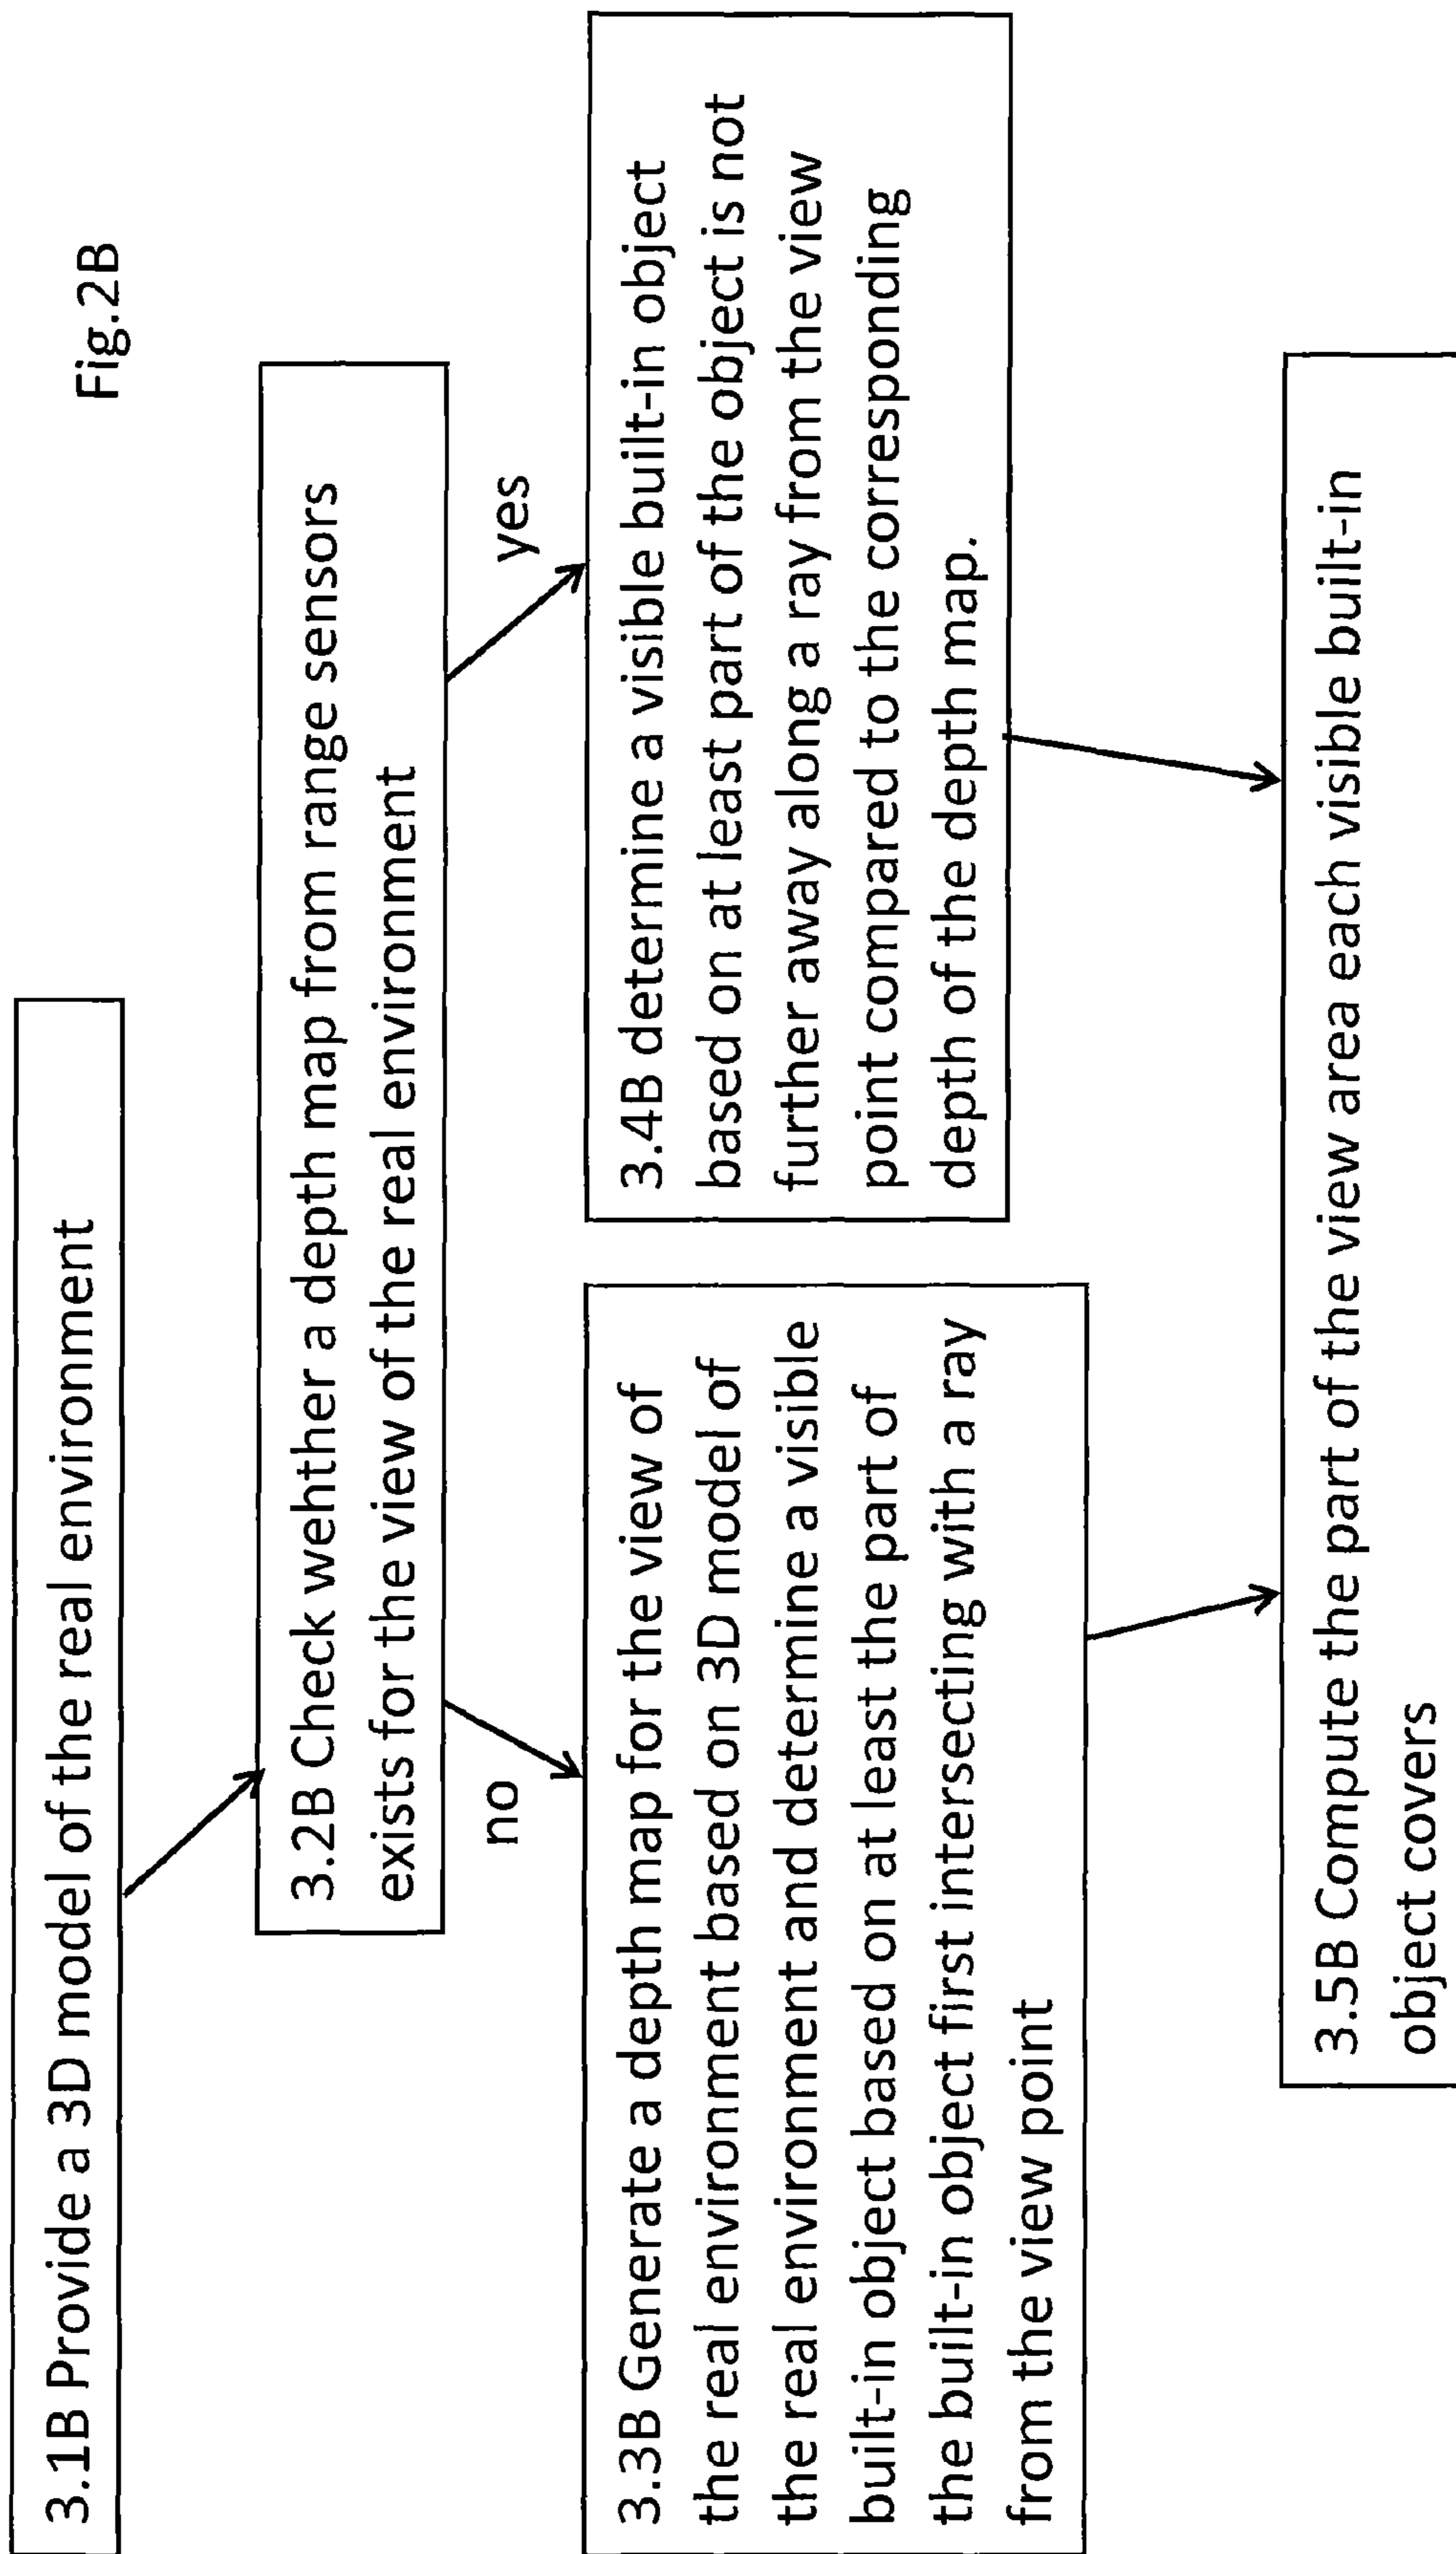 Fig.2B
3.1B Provide a 3D model of the real environment
3.2B Check wehther a depth map from range sensors
exists for the view of the real environment
no
yes
3.3B Generate a depth map for the view of
the real environment based on 3D model of
the real environment and determine a visible
built-in object based on at least the part of
the built-in object first intersecting with a ray
from the view point
3.4B determine a visible built-in object
based on at least part of the object is not
further away along a ray from the view
point compared to the corresponding
depth of the depth map.
3.5B Compute the part of the view area each visible built-in
object covers